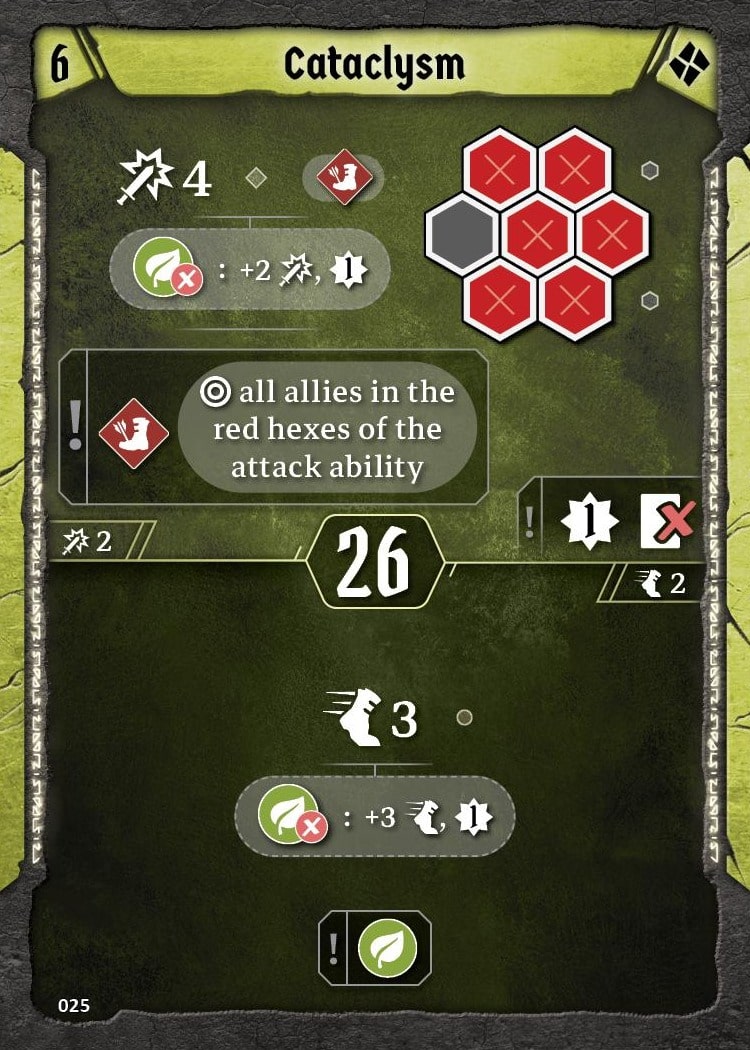 6
Cataclysm
4
: +2 , 1
! all allies in the
red hexes of the
attack ability
! 1
2
26
2
3
: +3 , 1
!
025